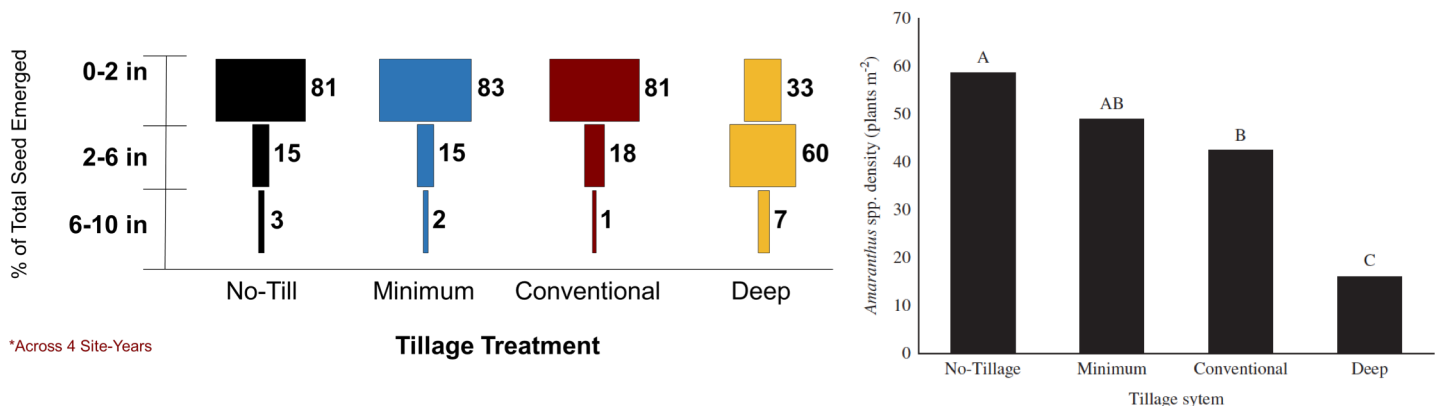 % of Total Seed Emerged
0-2 in
81
83
81
33
2-6 in
15
15
18
60
6-10 in
3
2
1
7
No-Till
Minimum
Conventional
Deep
*Across 4 Site-Years
Tillage Treatment
Amaranthus spp. density (plants m-2)
70
60
50
40
30
20
10
0
A
AB
B
C
No-Tillage
Minimum
Conventional
Deep
Tillage sytem